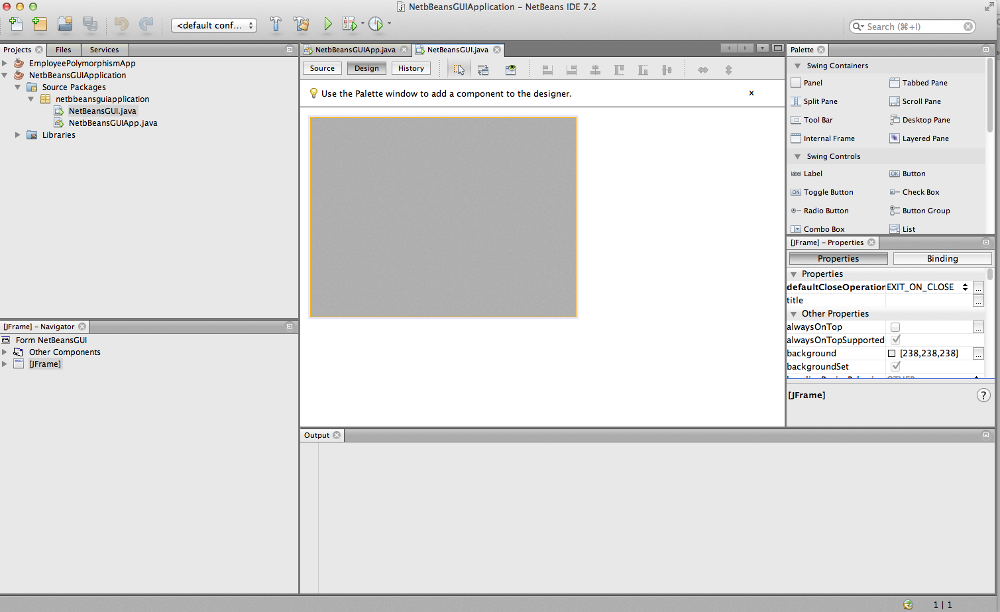 NetbBeansGUIApplication – NetBeans IDE 7.2
<default conf...
Search (⌘+I)
Projects
Files
Services
EmployeePolymorphismApp
NetbBeansGUIApplication
Source Packages
netbbeansguiapplication
NetBeansGUI.java
NetbBeansGUIApp.java
Libraries
[JFrame] – Navigator
Form NetBeansGUI
Other Components
[JFrame]
NetbBeansGUIApp.java
NetBeansGUI.java
Source
Design
History
Use the Palette window to add a component to the designer.
x
Output
Palette
Swing Containers
Panel
Tabbed Pane
Split Pane
Scroll Pane
Tool Bar
Desktop Pane
Internal Frame
Layered Pane
Swing Controls
label Label
OK Button
ON Toggle Button
Check Box
Radio Button
Button Group
Combo Box
List
[JFrame] – Properties
Properties
Binding
Properties
defaultCloseOperation EXIT_ON_CLOSE ...
title ...
Other Properties
alwaysOnTop ...
alwaysOnTopSupported
background [238,238,238] ...
backgroundSet
[JFrame]
?
1 | 1